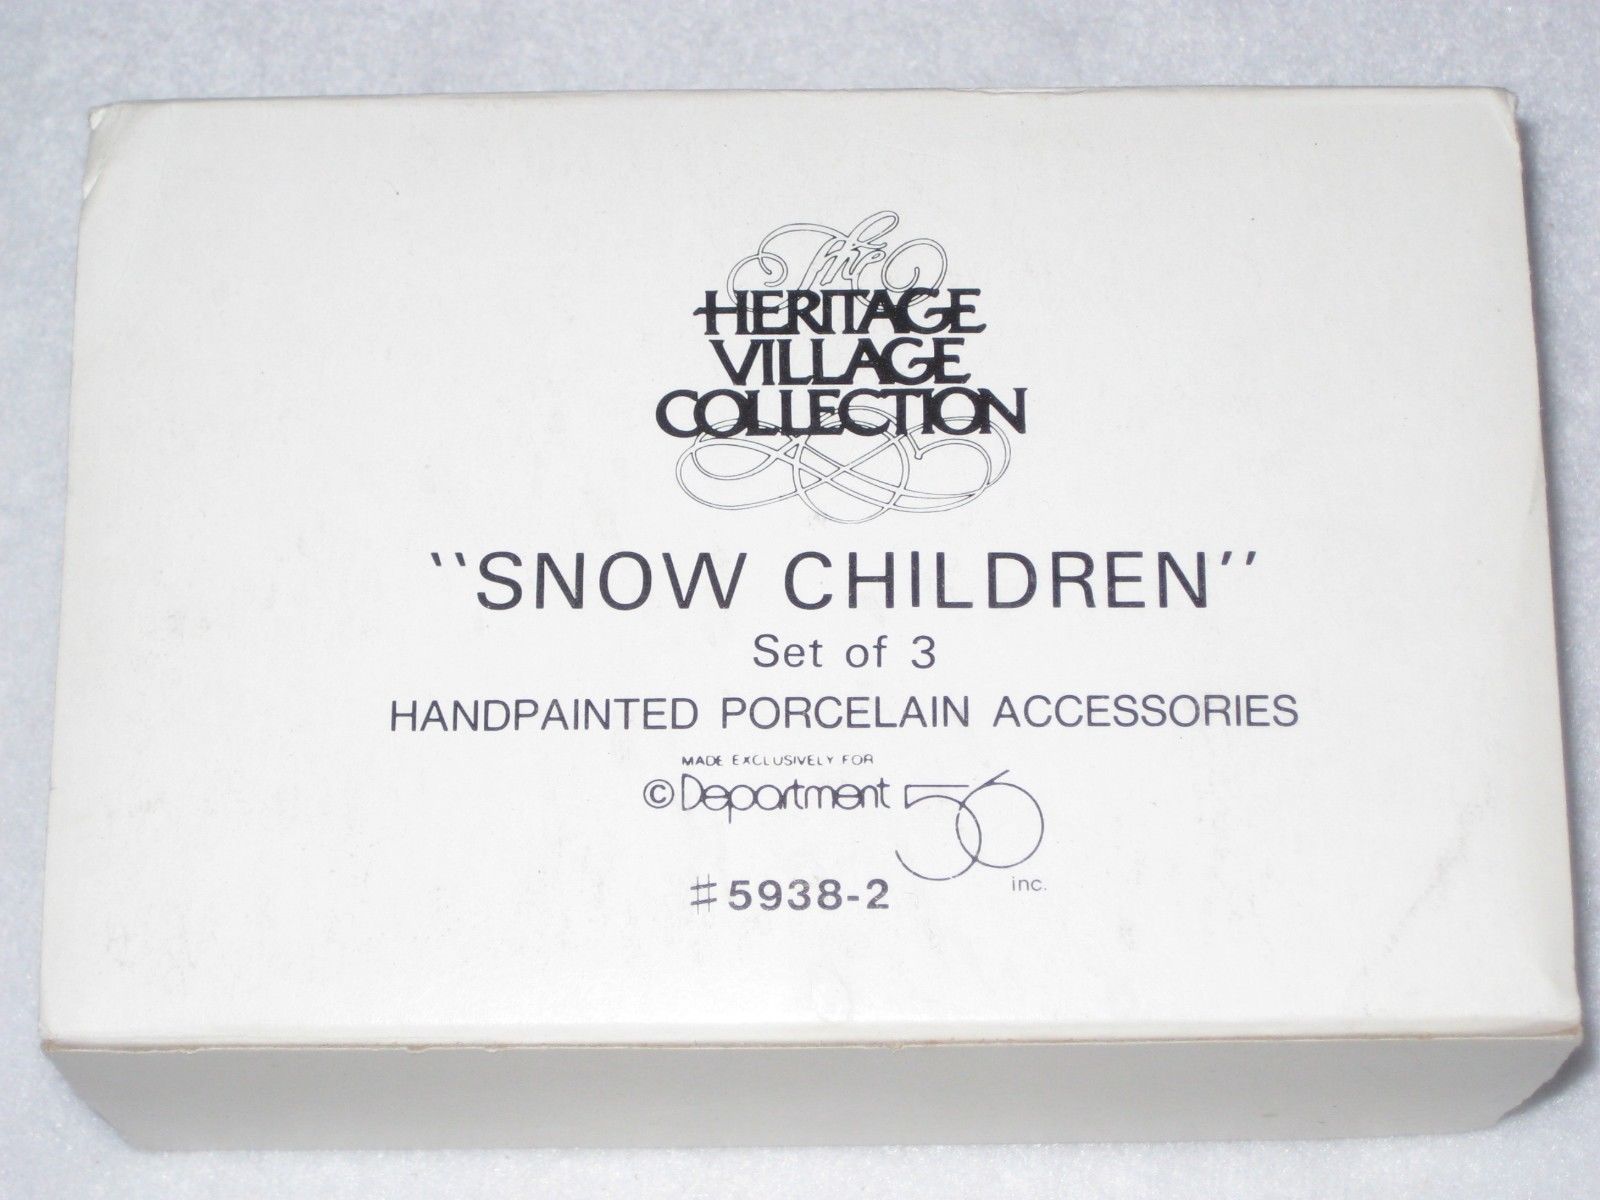 The
HERITAGE
VILLAGE
COLLECTION
"SNOW CHILDREN"
Set of 3
HANDPAINTED PORCELAIN ACCESSORIES
MADE EXCLUSIVELY FOR
© Department 56 inc.
#5938-2